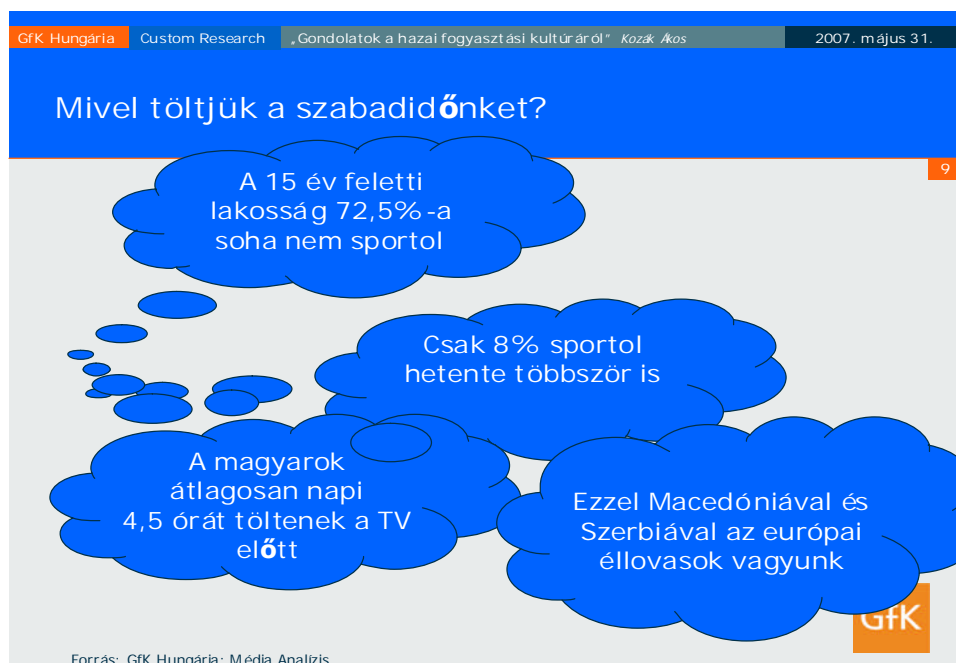 GfK Hungária Custom Research „Gondolatok a hazai fogyasztási kultúráról" Kozák Ákos 2007. május 31.
Mivel töltjük a szabadidőnket?
9
A 15 év feletti
lakosság 72,5%-a
soha nem sportol
Csak 8% sportol
hetente többször is
A magyarok
átlagosan napi
4,5 órát töltenek a TV
előtt
Ezzel Macedóniával és
Szerbiával az európai
éllovasok vagyunk
GfK
Forrás: GfK Hungária: Média Analízis